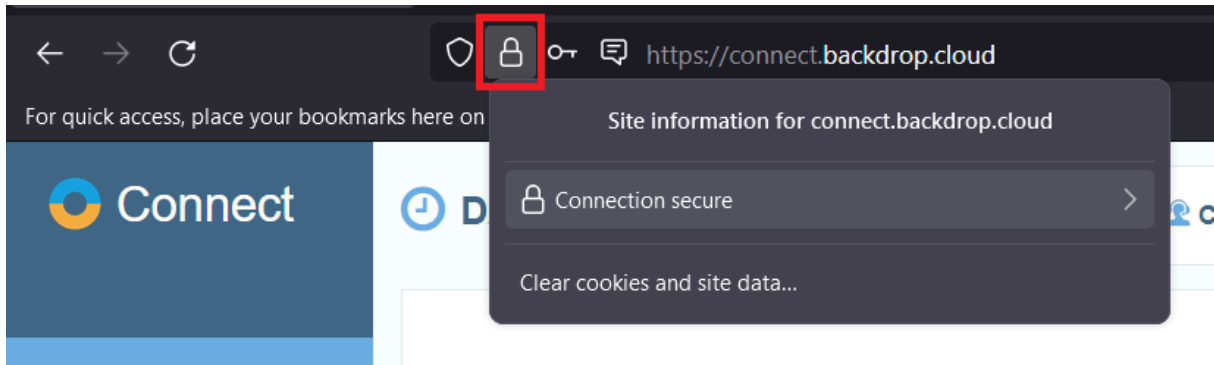 https://connect.backdrop.cloud
For quick access, place your bookmarks here on
Site information for connect.backdrop.cloud
Connect
D
Connection secure
C
Clear cookies and site data...